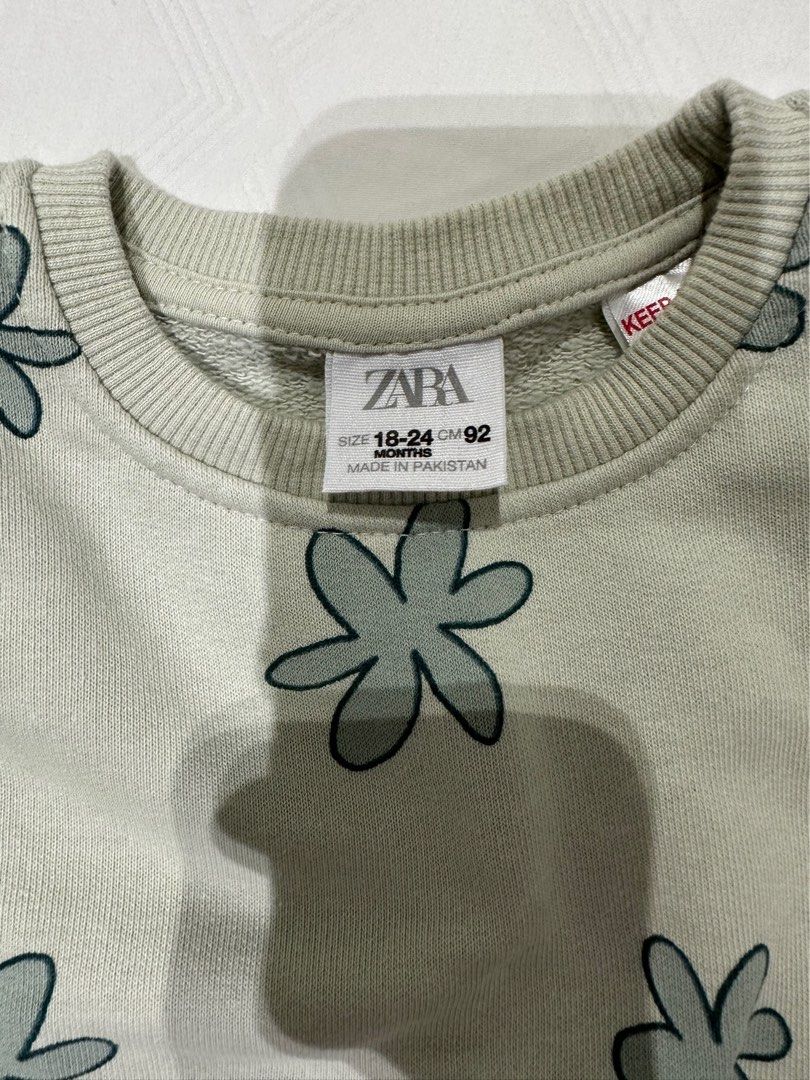 ZARA
SIZE 18-24 CM 92
MONTHS
MADE IN PAKISTAN